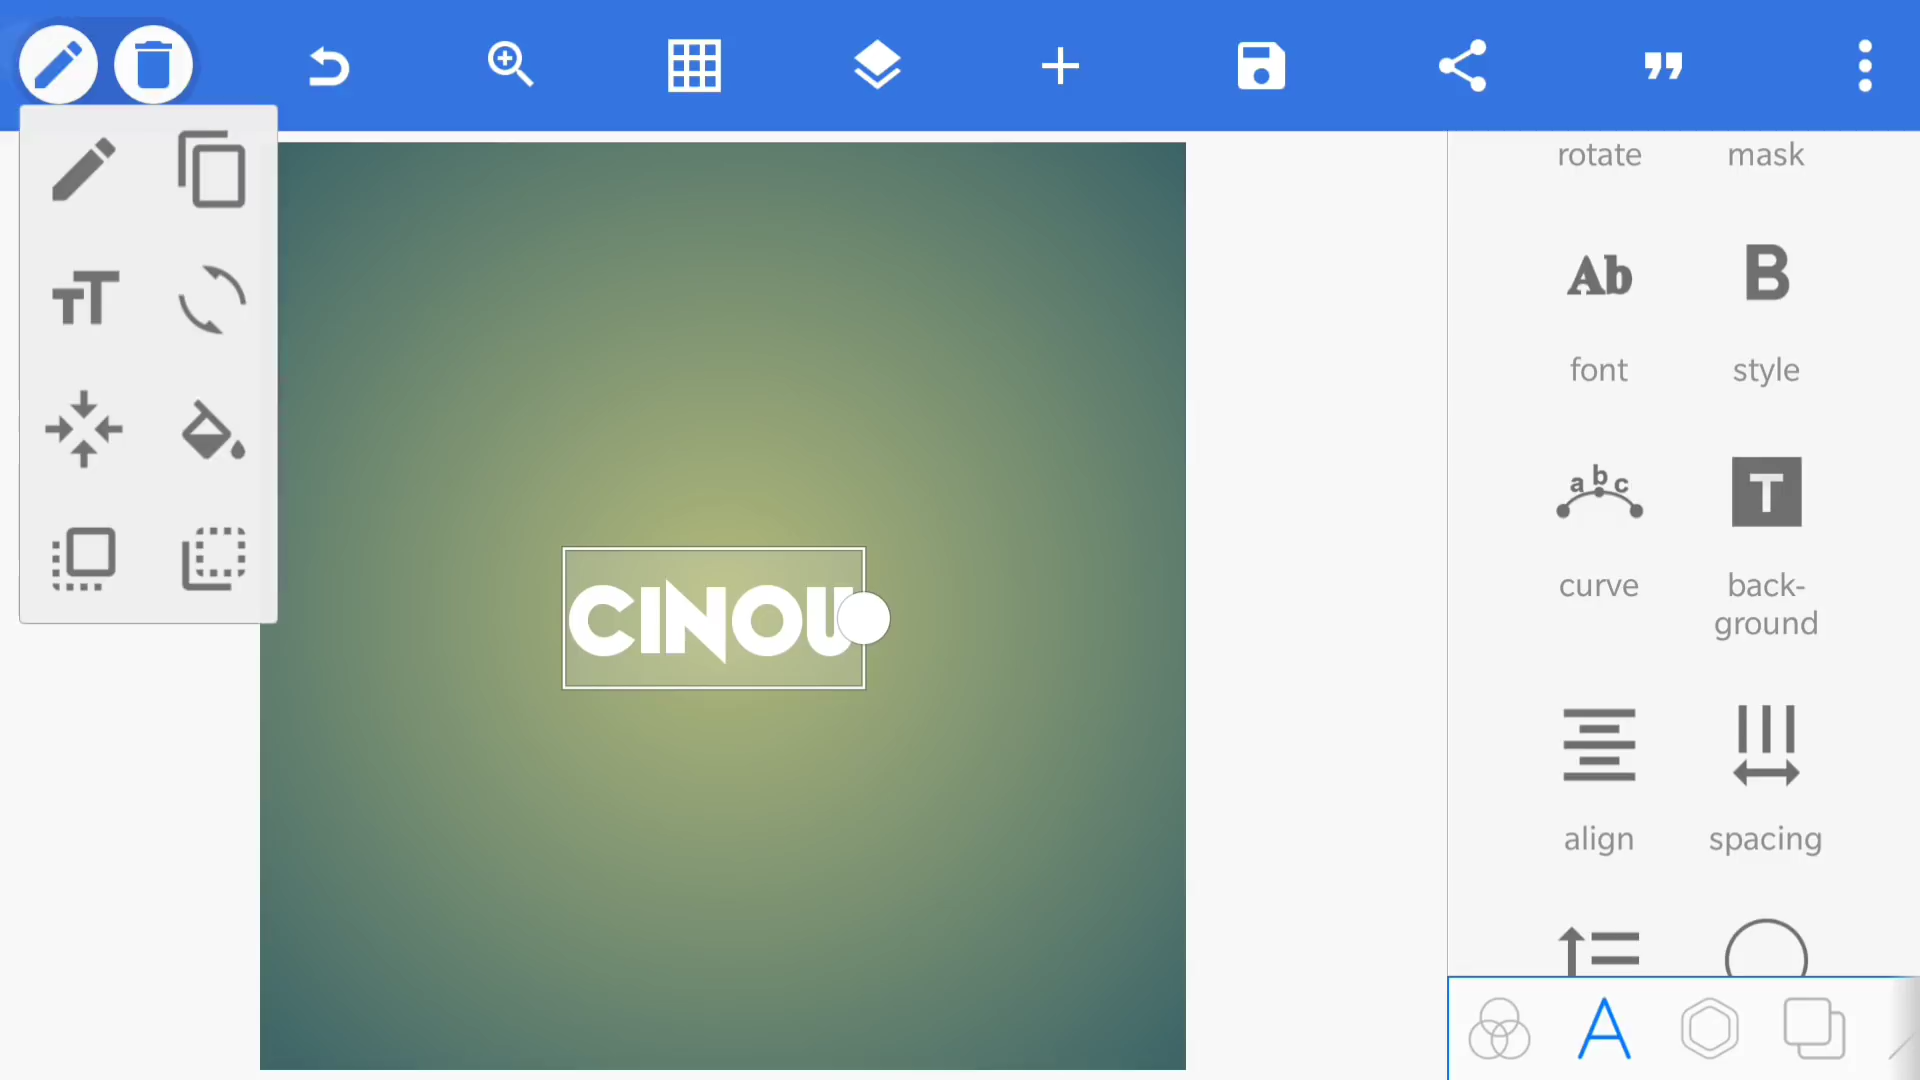 rotate mask
Ab B
font style
abc T
curve back-
ground
CINOU
align spacing
A